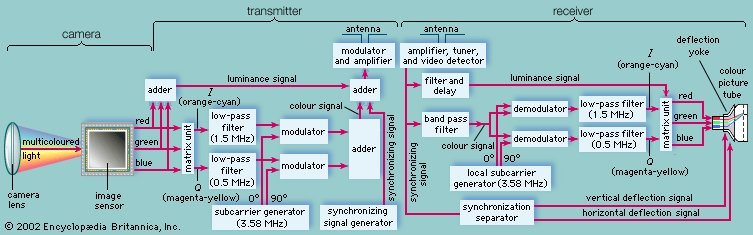 camera
transmitter
receiver
antenna
modulator
and amplifier
adder
luminance signal
adder
I
(orange-cyan)
colour signal
red
green
blue
multicoloured
light
camera
lens
image
sensor
matrix unit
low-pass
filter
(1.5 MHz)
low-pass
filter
(0.5 MHz)
modulator
modulator
adder
Q
(magenta-yellow)
0°
90°
subcarrier generator
(3.58 MHz)
synchronizing
signal generator
synchronizing signal
antenna
amplifier, tuner,
and video detector
filter and
delay
luminance signal
I
(orange-cyan)
band pass
filter
colour signal
demodulator
demodulator
low-pass filter
(1.5 MHz)
low-pass filter
(0.5 MHz)
matrix unit
red
green
blue
deflection
yoke
colour
picture
tube
0°
90°
local subcarrier
generator (3.58 MHz)
Q
(magenta-yellow)
synchronizing
signal
synchronization
separator
vertical deflection signal
horizontal deflection signal
© 2002 Encyclopædia Britannica, Inc.